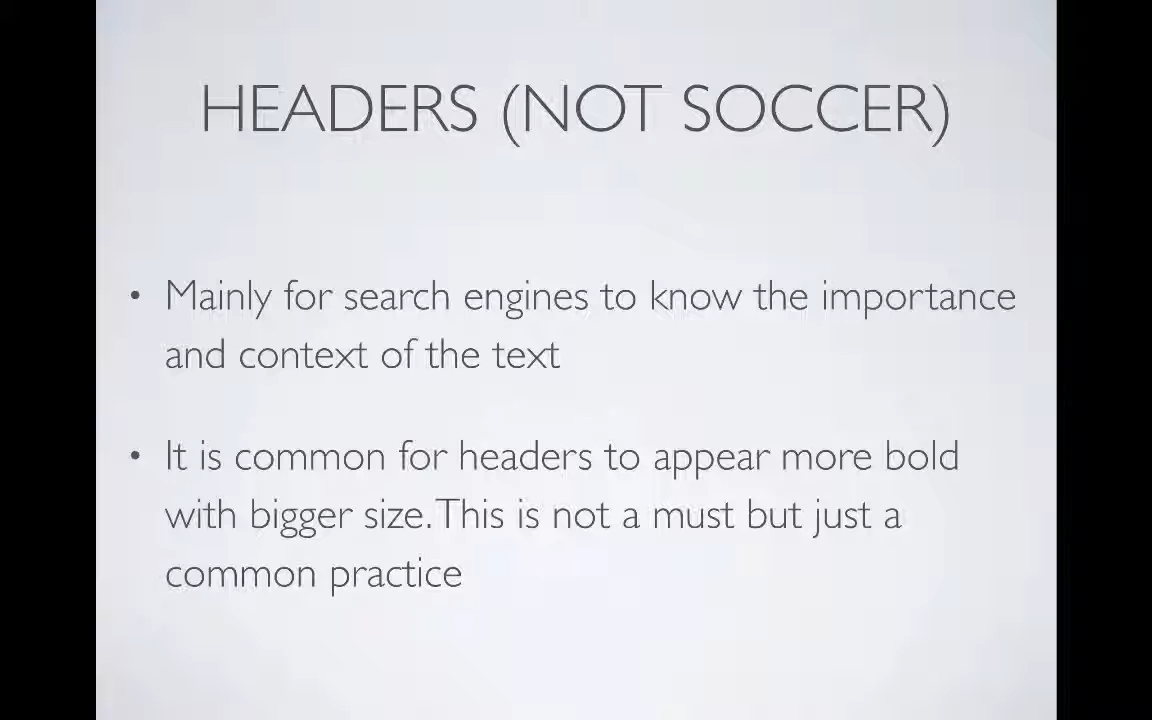 HEADERS (NOT SOCCER)
• Mainly for search engines to know the importance
and context of the text
• It is common for headers to appear more bold
with bigger size. This is not a must but just a
common practice